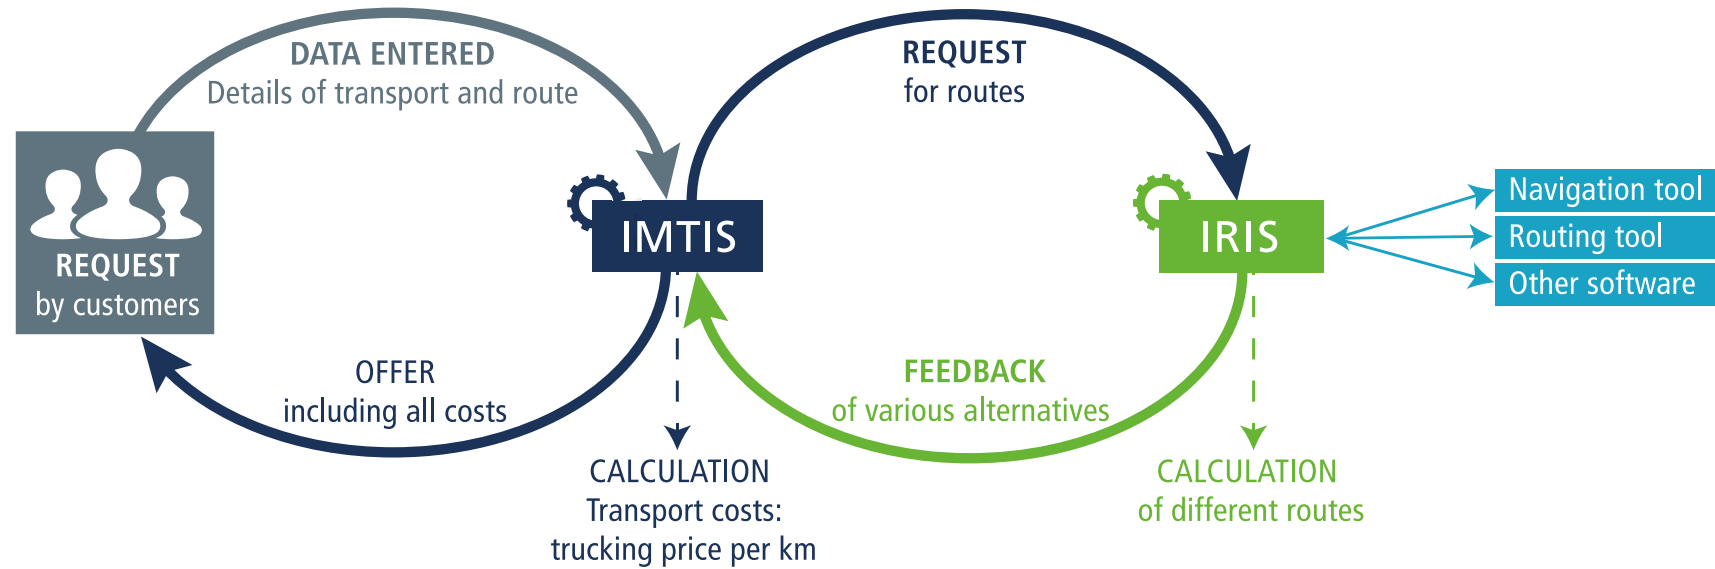 DATA ENTERED
Details of transport and route
REQUEST
for routes
REQUEST
by customers
IMTIS
IRIS
Navigation tool
Routing tool
Other software
OFFER
including all costs
FEEDBACK
of various alternatives
CALCULATION
Transport costs:
trucking price per km
CALCULATION
of different routes